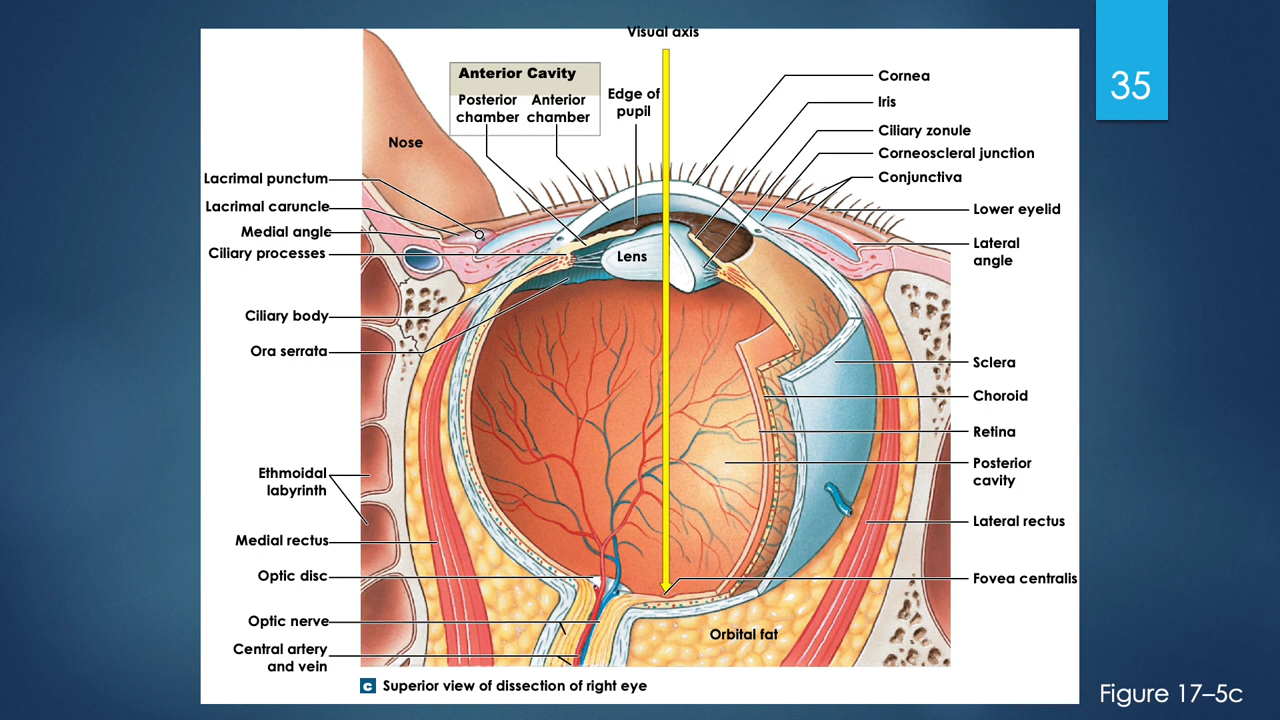 Visual axis
35
Anterior Cavity
Posterior chamber
Anterior chamber
Edge of
pupil
Nose
Lacrimal punctum
Lacrimal caruncle
Medial angle
Ciliary processes
Ciliary body
Ora serrata
Ethmoidal
labyrinth
Medial rectus
Optic disc
Optic nerve
Central artery
and vein
Lens
Cornea
Iris
Ciliary zonule
Corneoscleral junction
Conjunctiva
Lower eyelid
Lateral
angle
Sclera
Choroid
Retina
Posterior
cavity
Lateral rectus
Fovea centralis
Orbital fat
c Superior view of dissection of right eye
Figure 17–5c